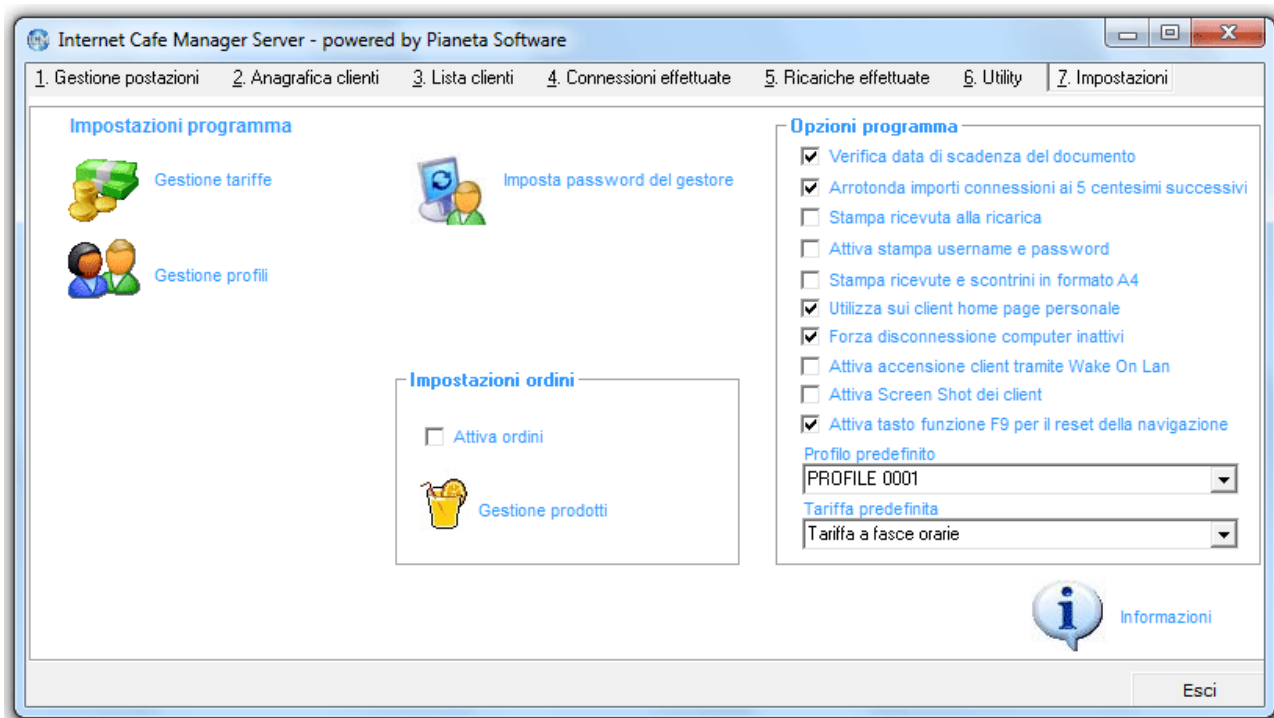 Internet Cafe Manager Server - powered by Pianeta Software
1. Gestione postazioni 2. Anagrafica clienti 3. Lista clienti 4. Connessioni effettuate 5. Ricariche effettuate 6. Utility 7. Impostazioni
Impostazioni programma
Gestione tariffe
Imposta password del gestore
Gestione profili
Impostazioni ordini
Attiva ordini
Gestione prodotti
Opzioni programma
Verifica data di scadenza del documento
Arrotonda importi connessioni ai 5 centesimi successivi
Stampa ricevuta alla ricarica
Attiva stampa username e password
Stampa ricevute e scontrini in formato A4
Utilizza sui client home page personale
Forza disconnessione computer inattivi
Attiva accensione client tramite Wake On Lan
Attiva Screen Shot dei client
Attiva tasto funzione F9 per il reset della navigazione
Profilo predefinito
PROFILE 0001
Tariffa predefinita
Tariffa a fasce orarie
Informazioni
Esci